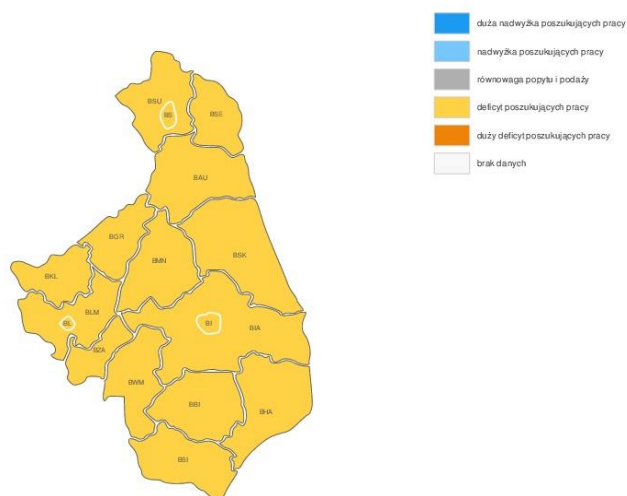 duża nadwyżka poszukujących pracy
nadwyżka poszukujących pracy
równowaga popytu i podaży
deficyt poszukujących pracy
duży deficyt poszukujących pracy
brak danych
BSU
BS
BSE
BAU
BGR
BMN
BSK
BKL
BLM
BL
BI
BIA
BZA
BWM
BBI
BHA
BSI